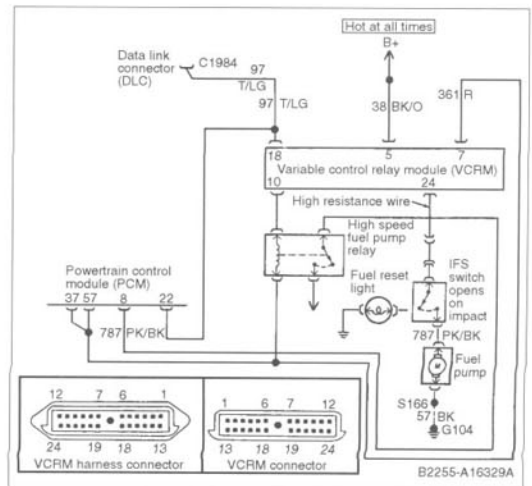 Hot at all times
B+
Data link
connector
(DLC)
C1984
97
T/LG
97 T/LG
38 BK/O
361 R
18 5 7
Variable control relay module (VCRM)
10 24
High resistance wire
High speed
fuel pump
relay
Fuel reset
light
IFS
switch
opens
on
impact
Powertrain control
module (PCM)
37 57 8 22
787 PK/BK
787 PK/BK
Fuel
pump
M
S166
57 BK
G104
12 7 6 1
24 19 18 13
VCRM harness connector
1 6 7 12
13 18 19 24
VCRM connector
B2255-A16329A